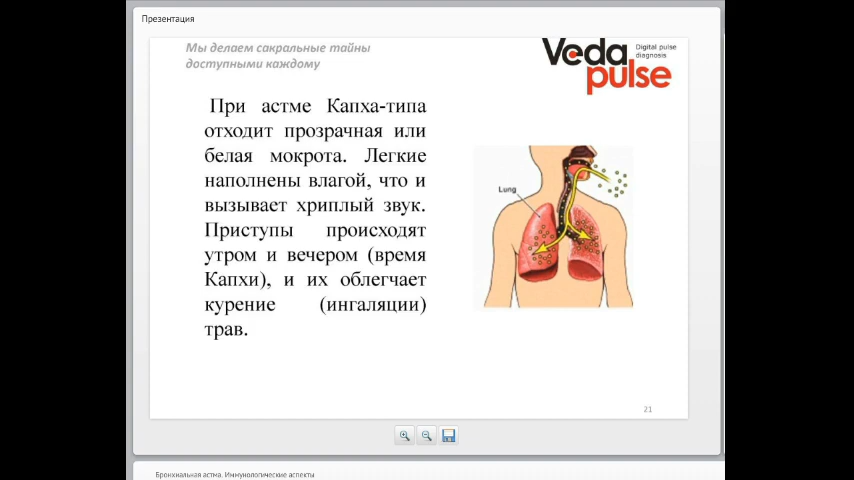 Презентация
Мы делаем сакральные тайны
доступными каждому
Veda
pulse
Digital pulse
diagnosis
При астме Капха-типа
отходит прозрачная или
белая мокрота. Легкие
наполнены влагой, что и
вызывает хриплый звук.
Приступы происходят
утром и вечером (время
Капхи), и их облегчает
курение (ингаляции)
трав.
Lung
21
Бронхиальная астма. Иммунологические аспекты